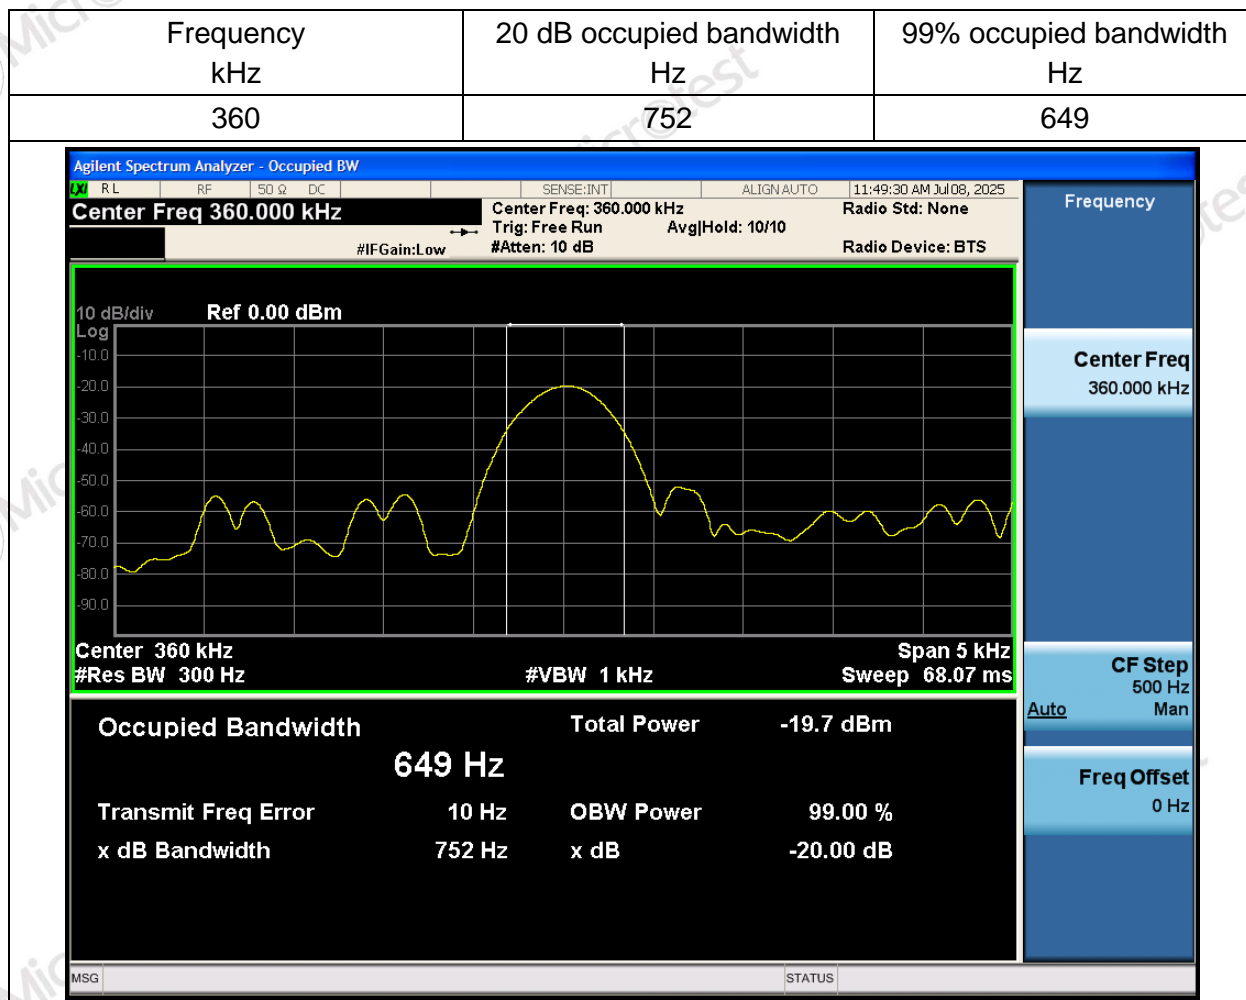 Frequency 20 dB occupied bandwidth 99% occupied bandwidth
kHz Hz Hz
360 752 649
Agilent Spectrum Analyzer - Occupied BW
LXI RL RF 50 Ω DC SENSE:INT ALIGN AUTO 11:49:30 AM Jul 08, 2025
Center Freq 360.000 kHz Center Freq: 360.000 kHz Radio Std: None
Trig: Free Run Avg|Hold: 10/10
#IFGain:Low #Atten: 10 dB Radio Device: BTS
10 dB/div Ref 0.00 dBm
Log
-10.0
-20.0
-30.0
-40.0
-50.0
-60.0
-70.0
-80.0
-90.0
Center 360 kHz Span 5 kHz
#Res BW 300 Hz #VBW 1 kHz Sweep 68.07 ms
Occupied Bandwidth Total Power -19.7 dBm
649 Hz
Transmit Freq Error 10 Hz OBW Power 99.00 %
x dB Bandwidth 752 Hz x dB -20.00 dB
Frequency
Center Freq
360.000 kHz
CF Step
500 Hz
Auto Man
Freq Offset
0 Hz
MSG STATUS